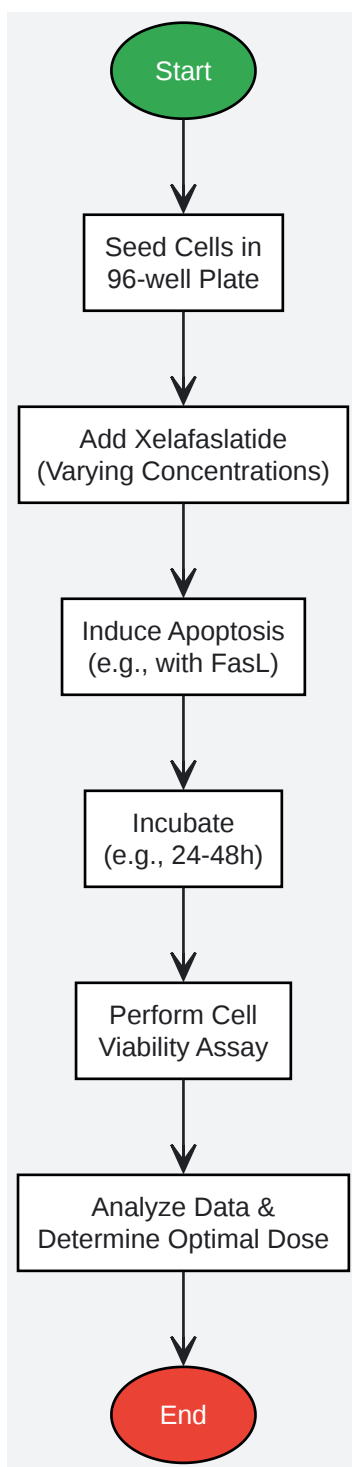 Start
Seed Cells in
96-well Plate
Add Xelafaslatide
(Varying Concentrations)
Induce Apoptosis
(e.g., with FasL)
Incubate
(e.g., 24-48h)
Perform Cell
Viability Assay
Analyze Data &
Determine Optimal Dose
End